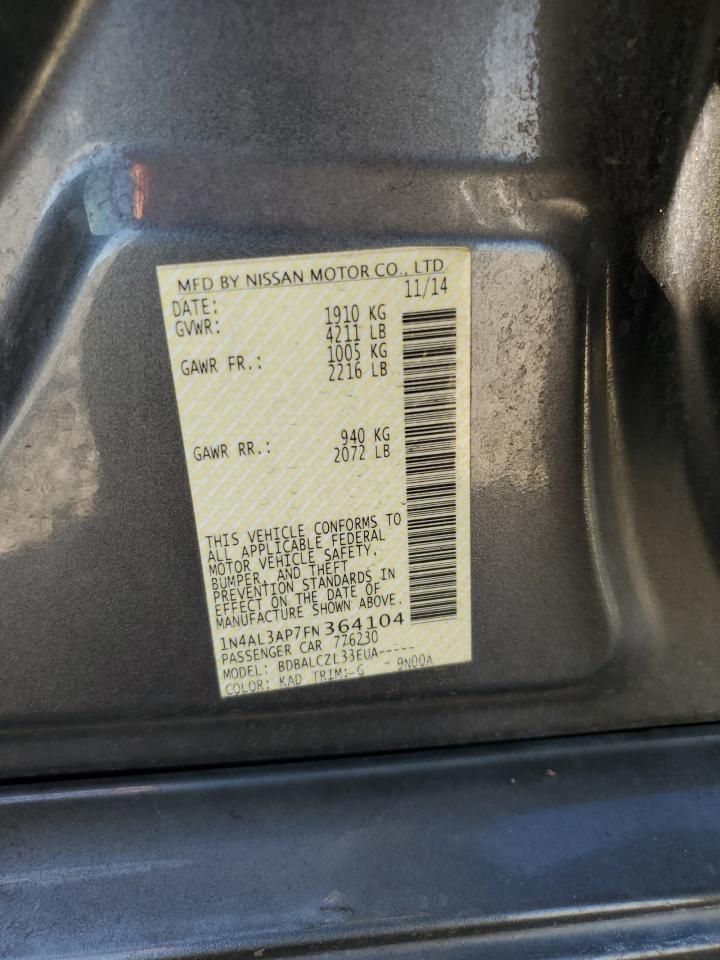 MFD BY NISSAN MOTOR CO., LTD
DATE: 11/14
GVWR: 1910 KG
4211 LB
GAWR FR.: 1005 KG
2216 LB
GAWR RR.: 940 KG
2072 LB
THIS VEHICLE CONFORMS TO
ALL APPLICABLE FEDERAL
MOTOR VEHICLE SAFETY,
BUMPER, AND THEFT
PREVENTION STANDARDS IN
EFFECT ON THE DATE OF
MANUFACTURE SHOWN ABOVE.
1N4AL3AP7FN364104
PASSENGER CAR 776230
MODEL: BDBALCZL33EUA-----
COLOR: KAD TRIM:-G - 9N00A